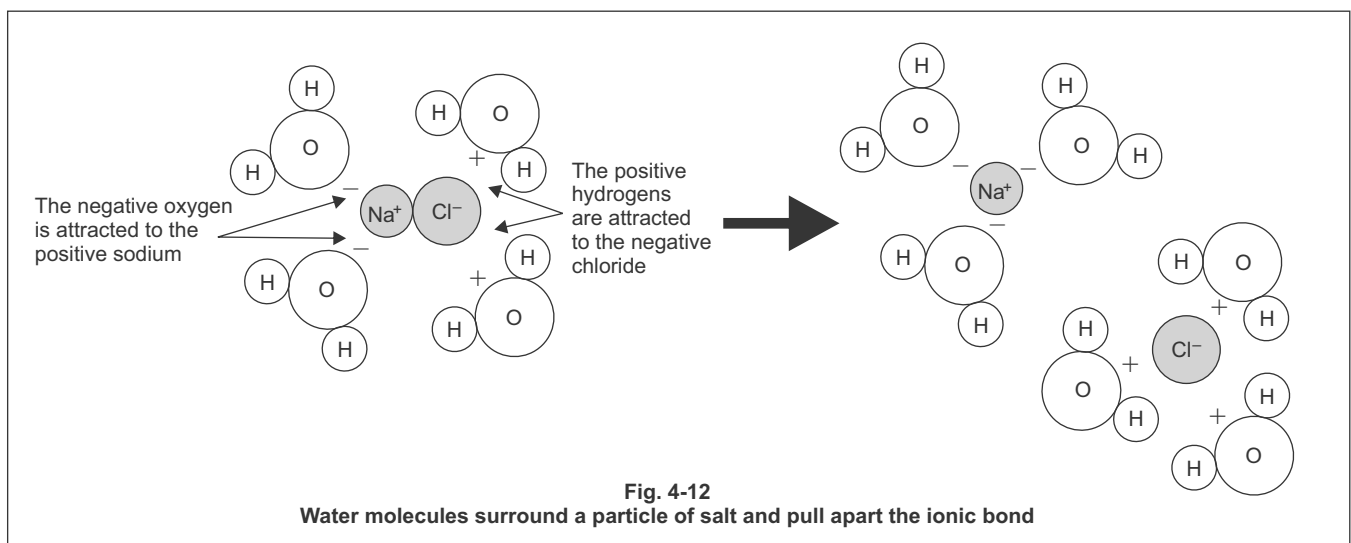 H
H
O
H
O
+
H
The negative oxygen
is attracted to the
positive sodium
−
−
Na⁺
Cl⁻
The positive
hydrogens
are attracted
to the negative
chloride
H
O
H
+
H
H
O
H
H
O
H
O
H
−
−
Na⁺
−
H
O
H
H
O
H
+
H
O
H
+
Cl⁻
+
H
H
O
Fig. 4-12
Water molecules surround a particle of salt and pull apart the ionic bond